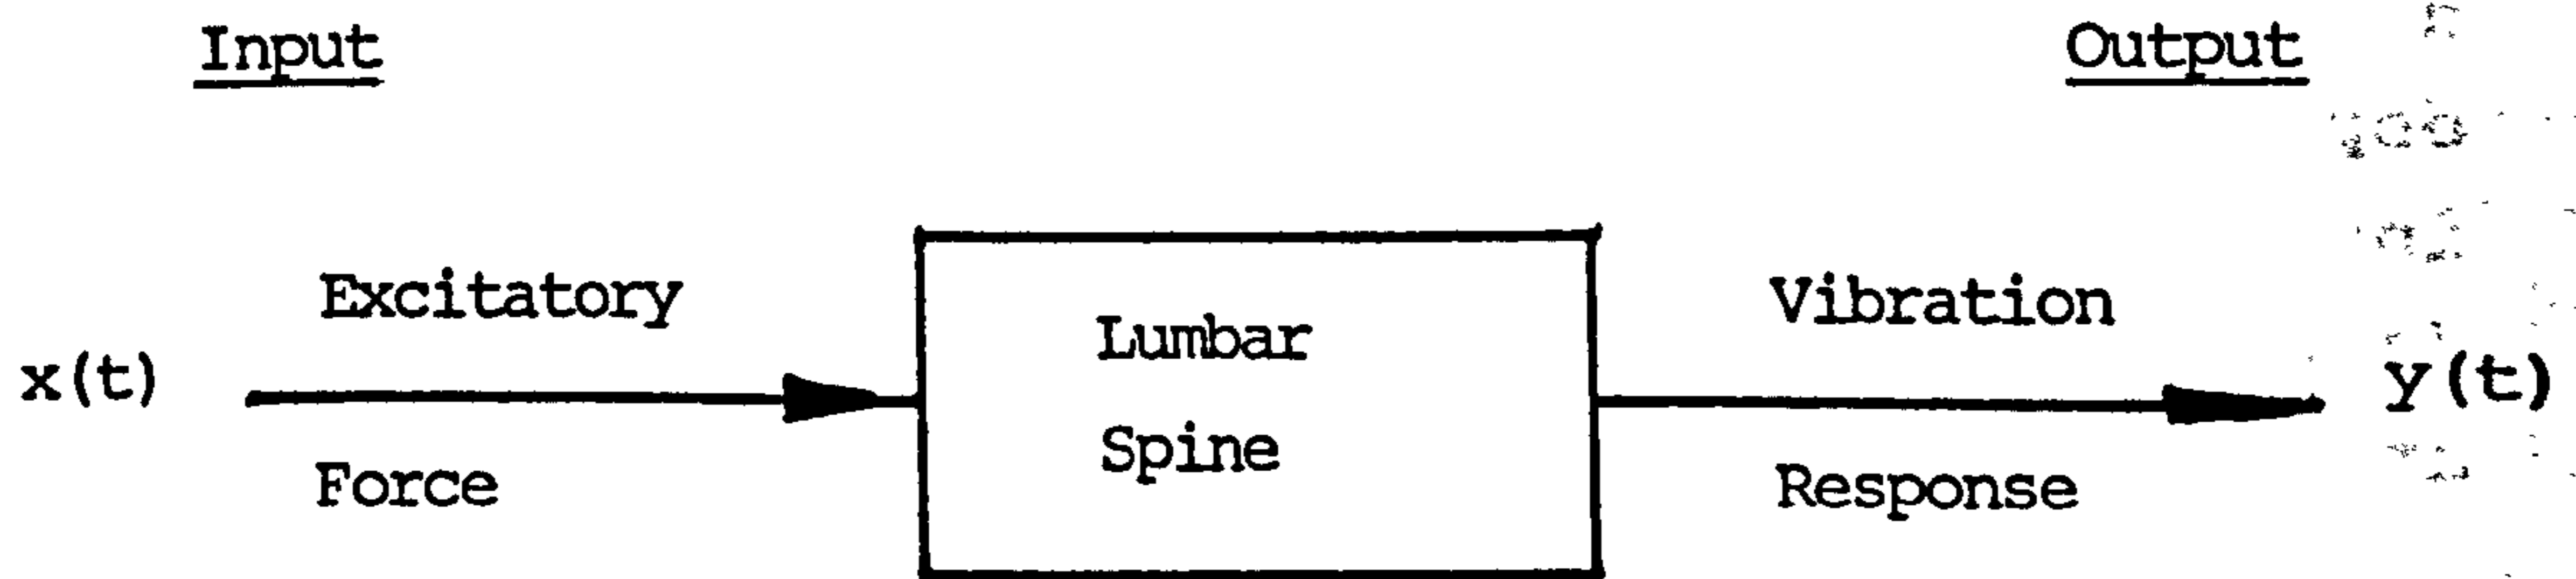 Input
Output
Excitatory
Force
x(t)
Lumbar
Spine
Vibration
Response
y(t)